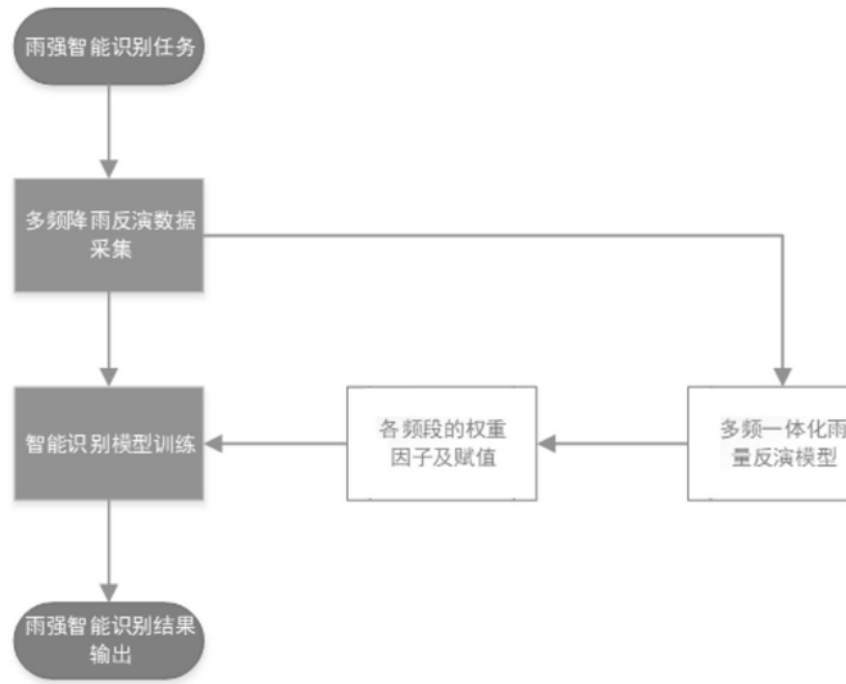 雨强智能识别任务
多频降雨反演数据
采集
智能识别模型训练
各频段的权重
因子及赋值
多频一体化雨
量反演模型
雨强智能识别结果
输出